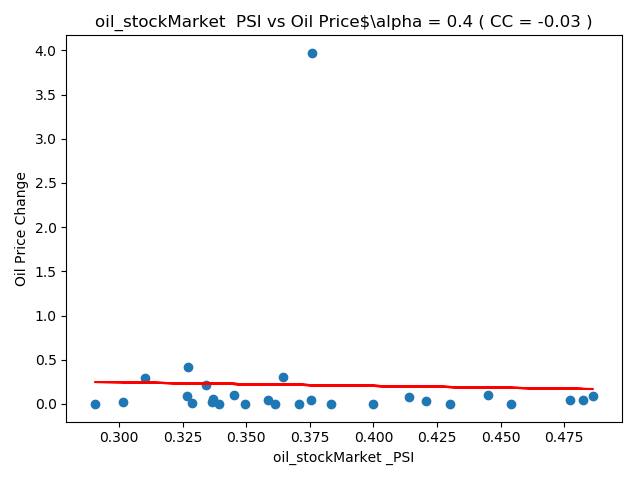 oil_stockMarket  PSI vs Oil Price$\alpha = 0.4 ( CC = -0.03 )
4.0
3.5
3.0
2.5
2.0
1.5
1.0
0.5
0.0
Oil Price Change
0.300 0.325 0.350 0.375 0.400 0.425 0.450 0.475
oil_stockMarket _PSI